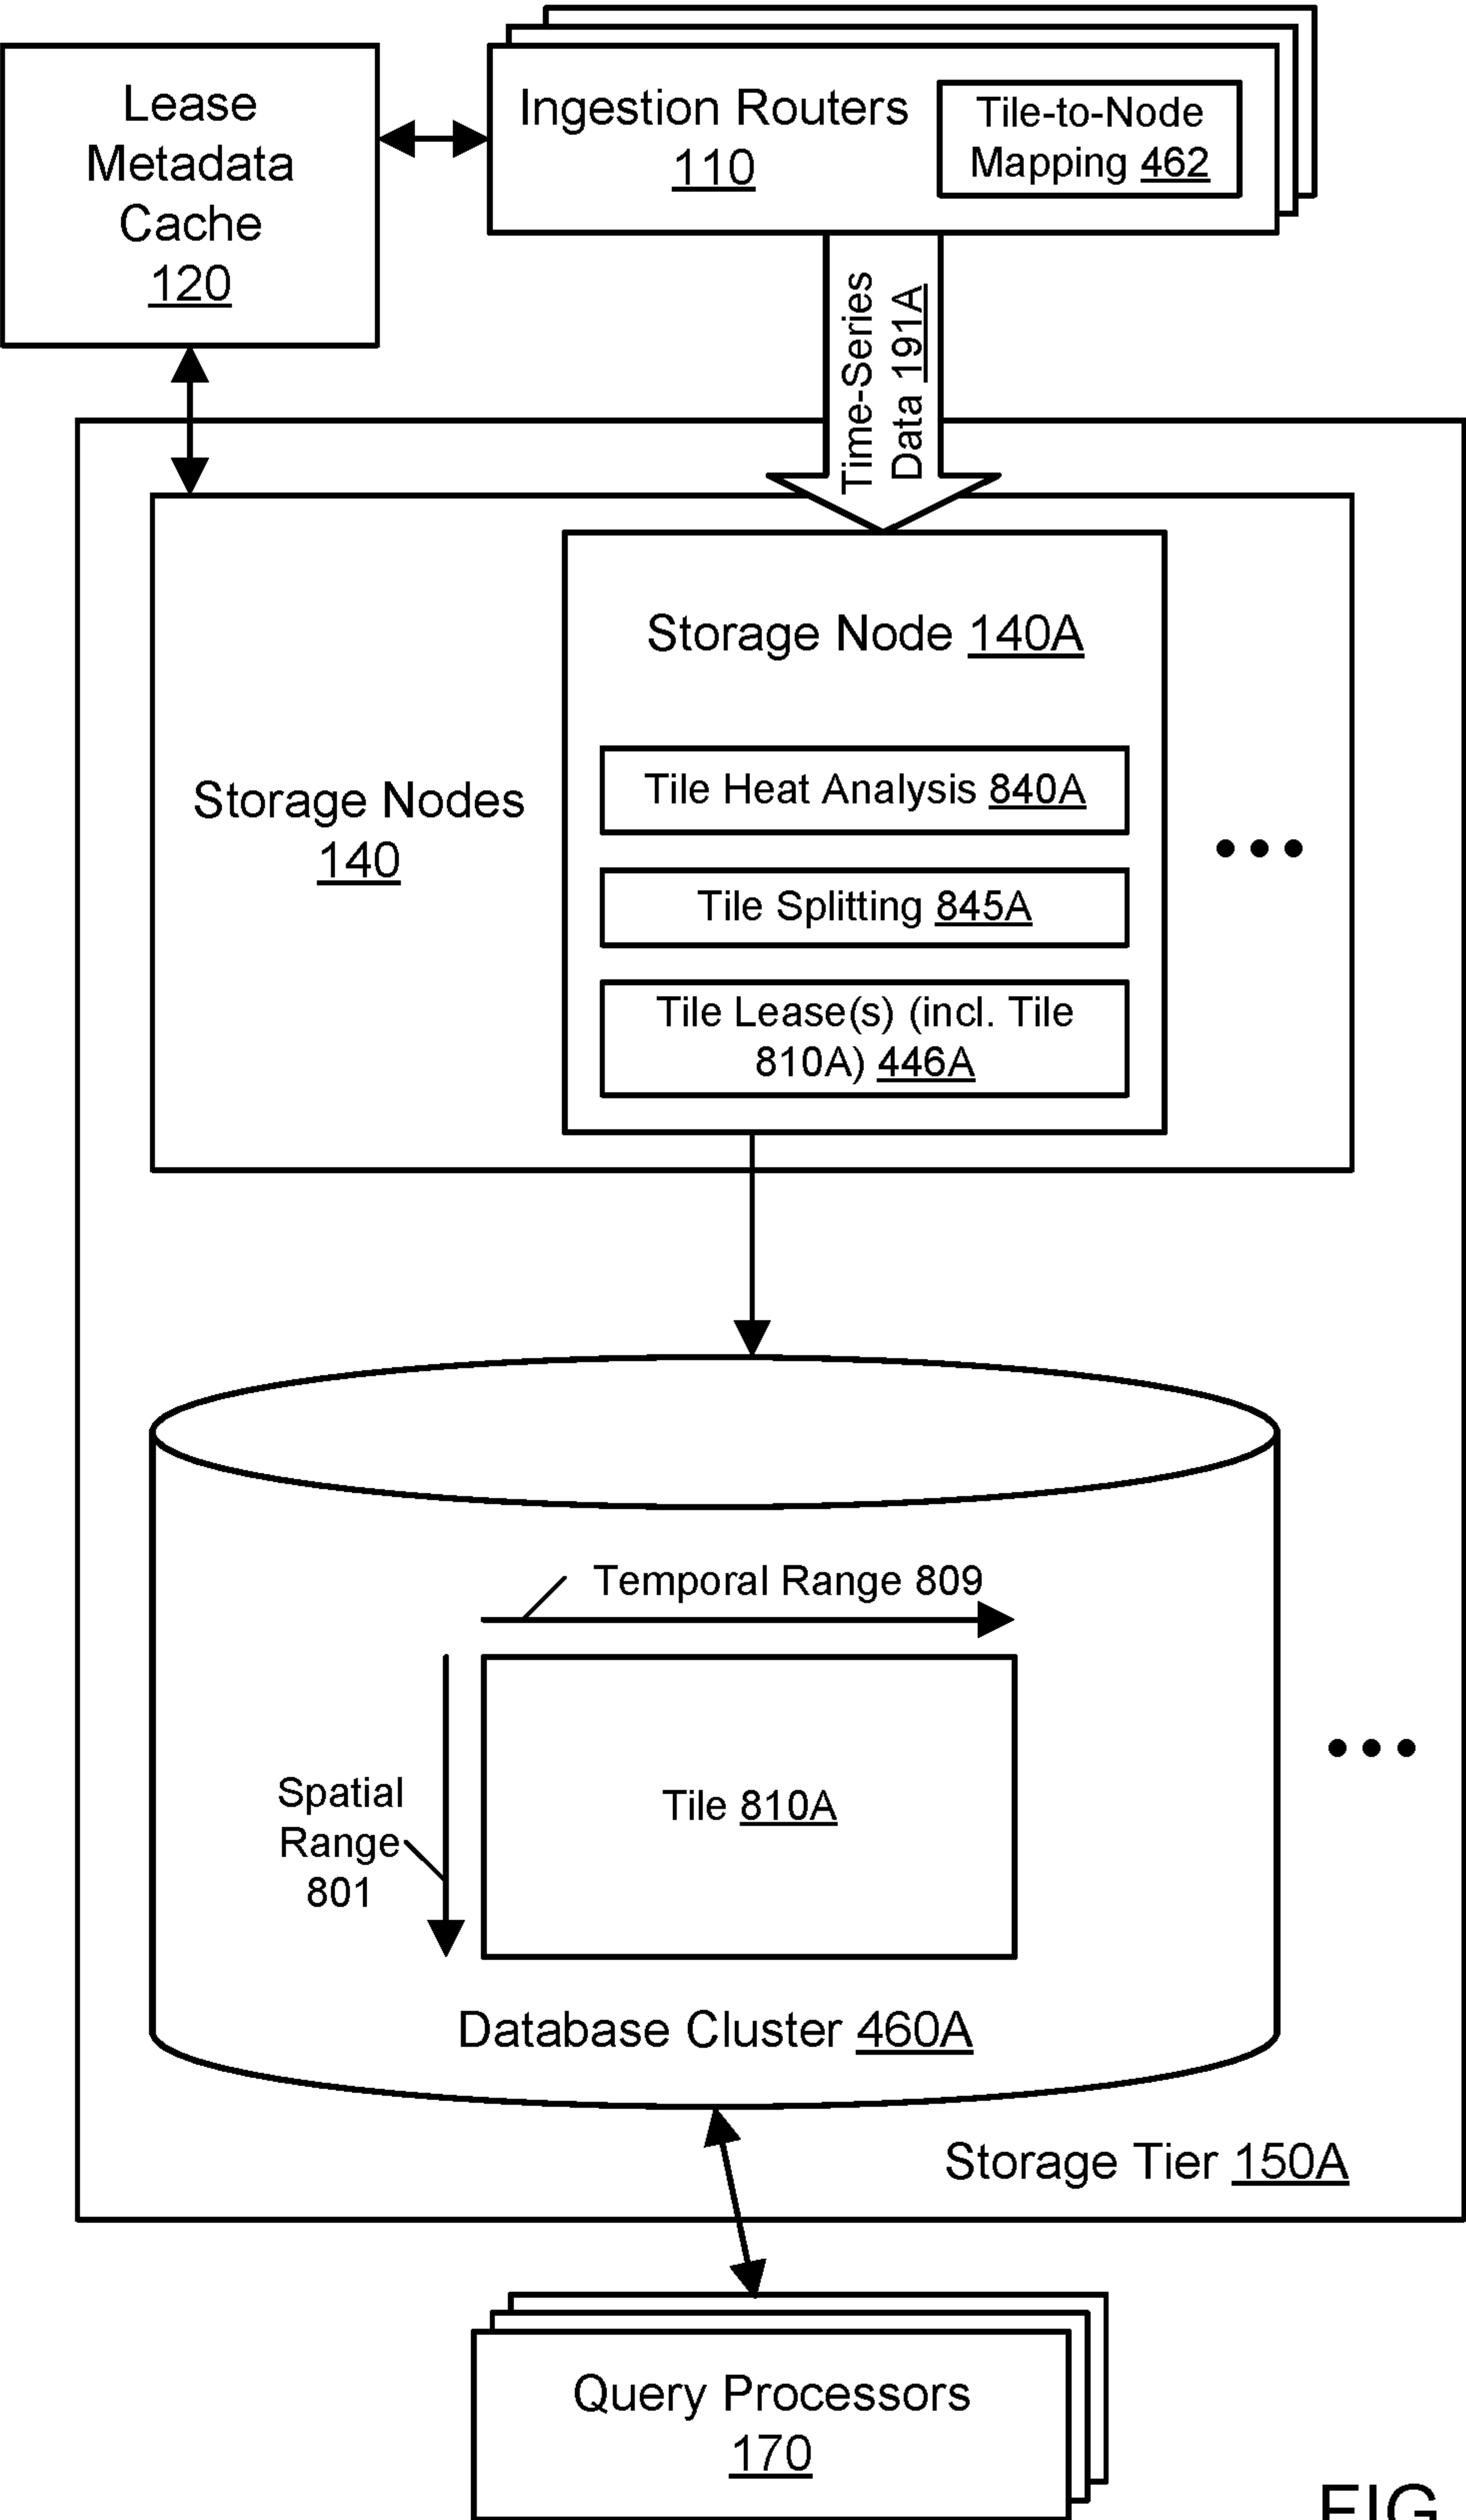 Lease
Metadata
Cache
120
Ingestion Routers
110
Tile-to-Node
Mapping 462
Time-Series
Data 191A
Storage Node 140A
Storage Nodes
140
Tile Heat Analysis 840A
Tile Splitting 845A
Tile Lease(s) (incl. Tile
810A) 446A
Temporal Range 809
Spatial
Range
801
Tile 810A
Database Cluster 460A
Storage Tier 150A
Query Processors
170
FIG